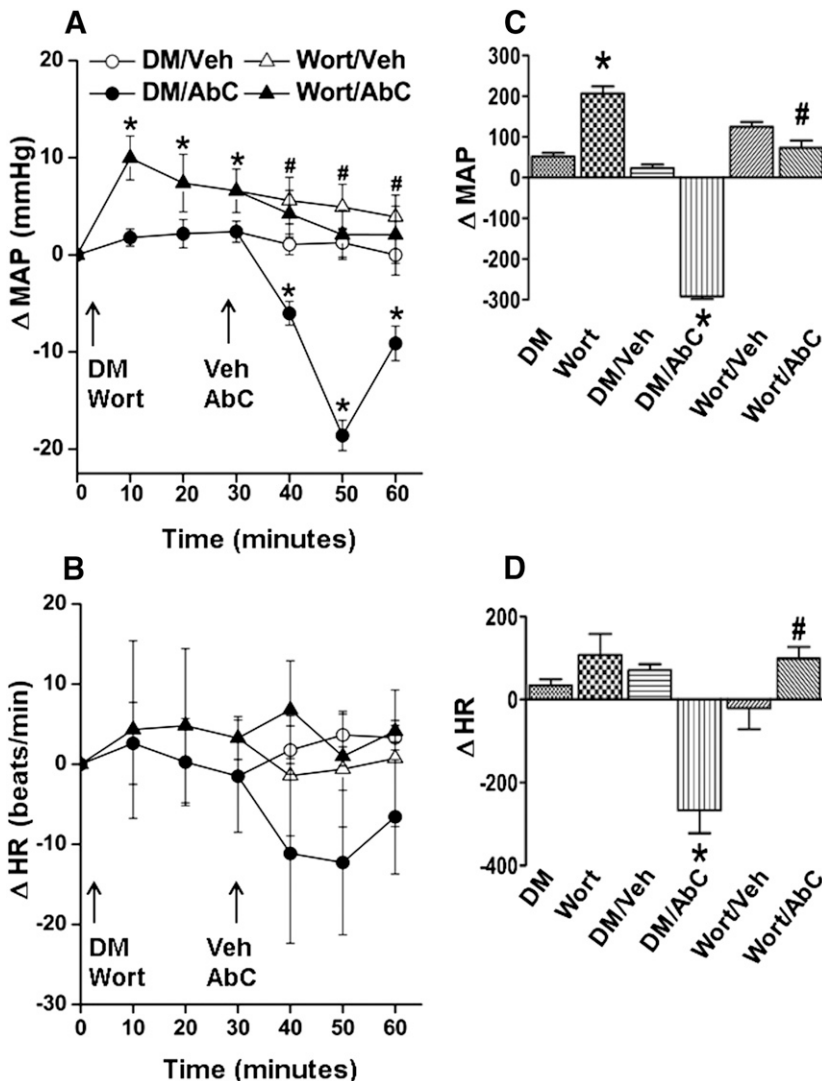 A
DM/Veh Wort/Veh
DM/AbC Wort/AbC
20
10
0
-10
-20
Δ MAP (mmHg)
* * * # # #
* * *
DM
Wort
Veh
AbC
0 10 20 30 40 50 60
Time (minutes)
C
300
200
100
0
-100
-200
-300
Δ MAP
*
#
*
DM
Wort
DM/Veh
DM/AbC
Wort/Veh
Wort/AbC
B
20
10
0
-10
-20
-30
Δ HR (beats/min)
DM
Wort
Veh
AbC
0 10 20 30 40 50 60
Time (minutes)
D
200
0
-200
-400
Δ HR
#
*
DM
Wort
DM/Veh
DM/AbC
Wort/Veh
Wort/AbC